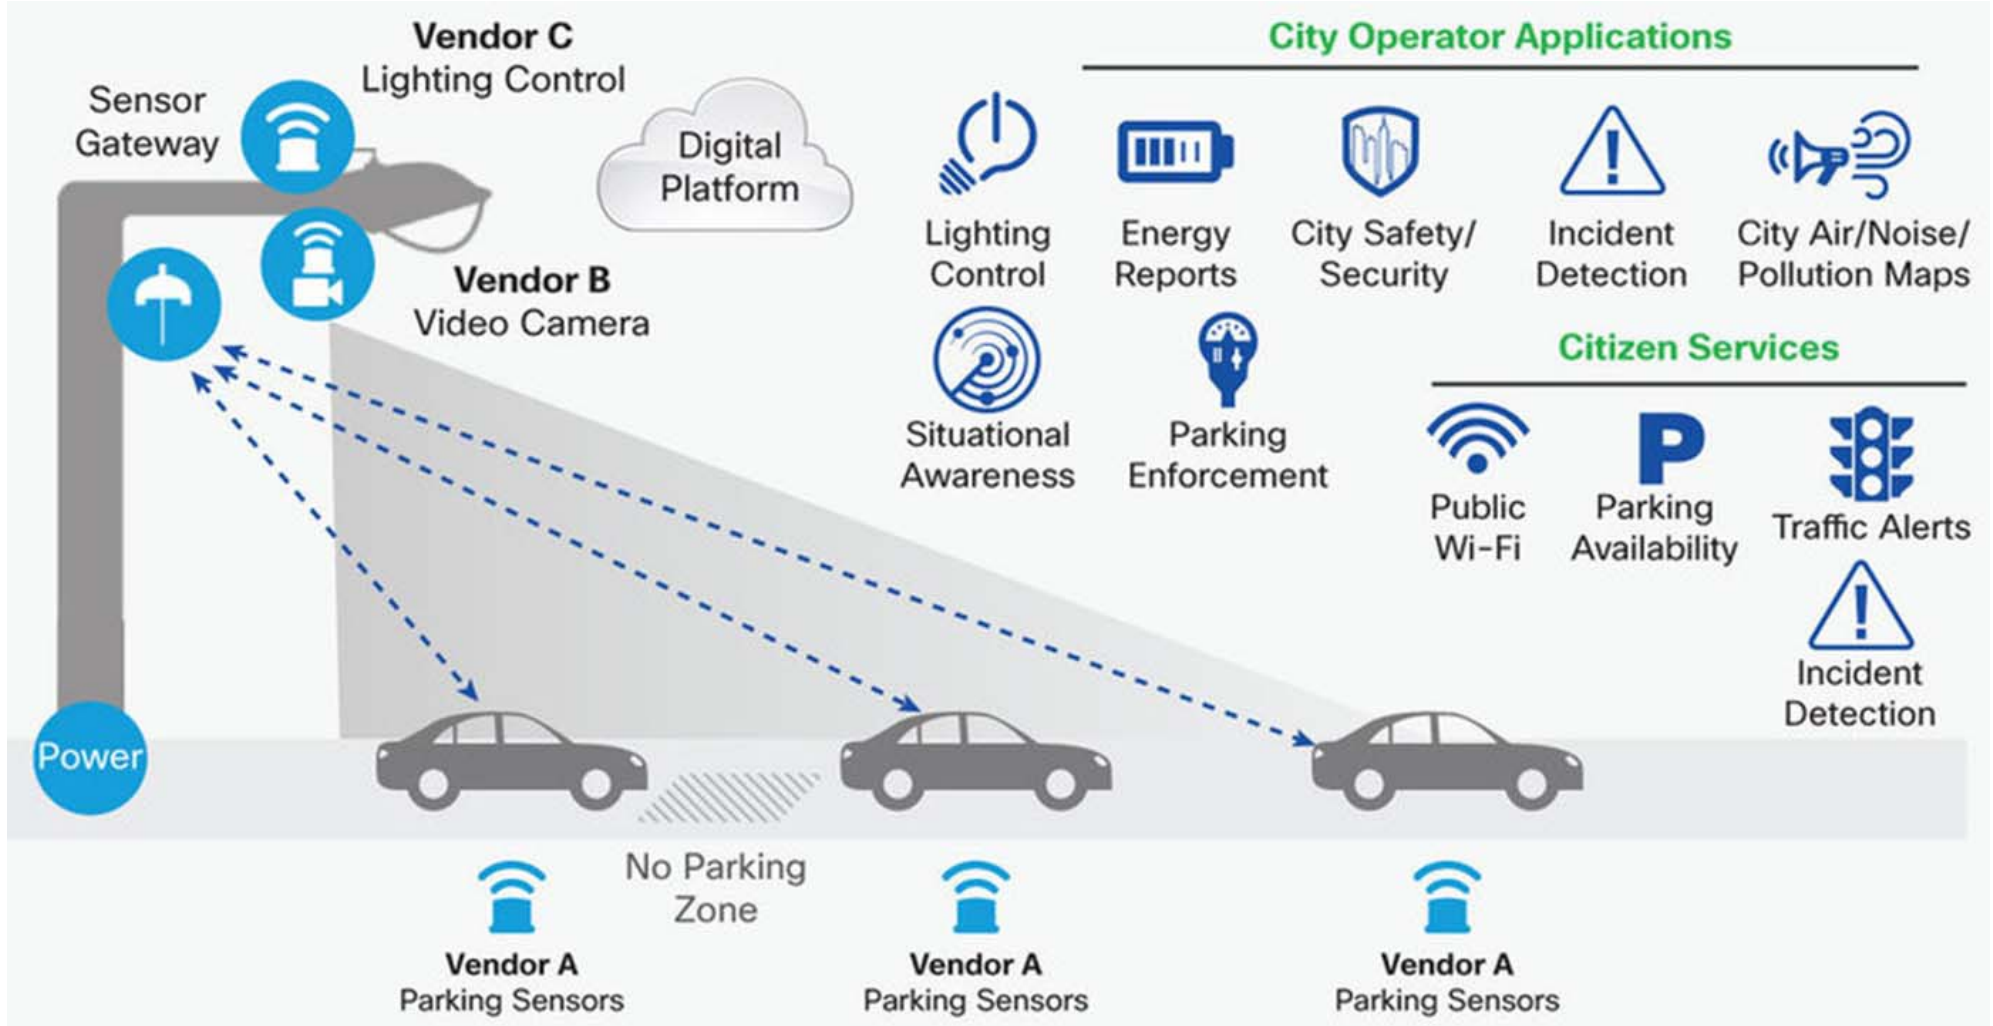 Vendor C
Lighting Control
Sensor
Gateway
Digital
Platform
Vendor B
Video Camera
Power
No Parking
Zone
Vendor A
Parking Sensors
Vendor A
Parking Sensors
Vendor A
Parking Sensors
City Operator Applications
Lighting
Control
Energy
Reports
City Safety/
Security
Incident
Detection
City Air/Noise/
Pollution Maps
Situational
Awareness
Parking
Enforcement
Citizen Services
Public
Wi-Fi
P
Parking
Availability
Traffic Alerts
Incident
Detection